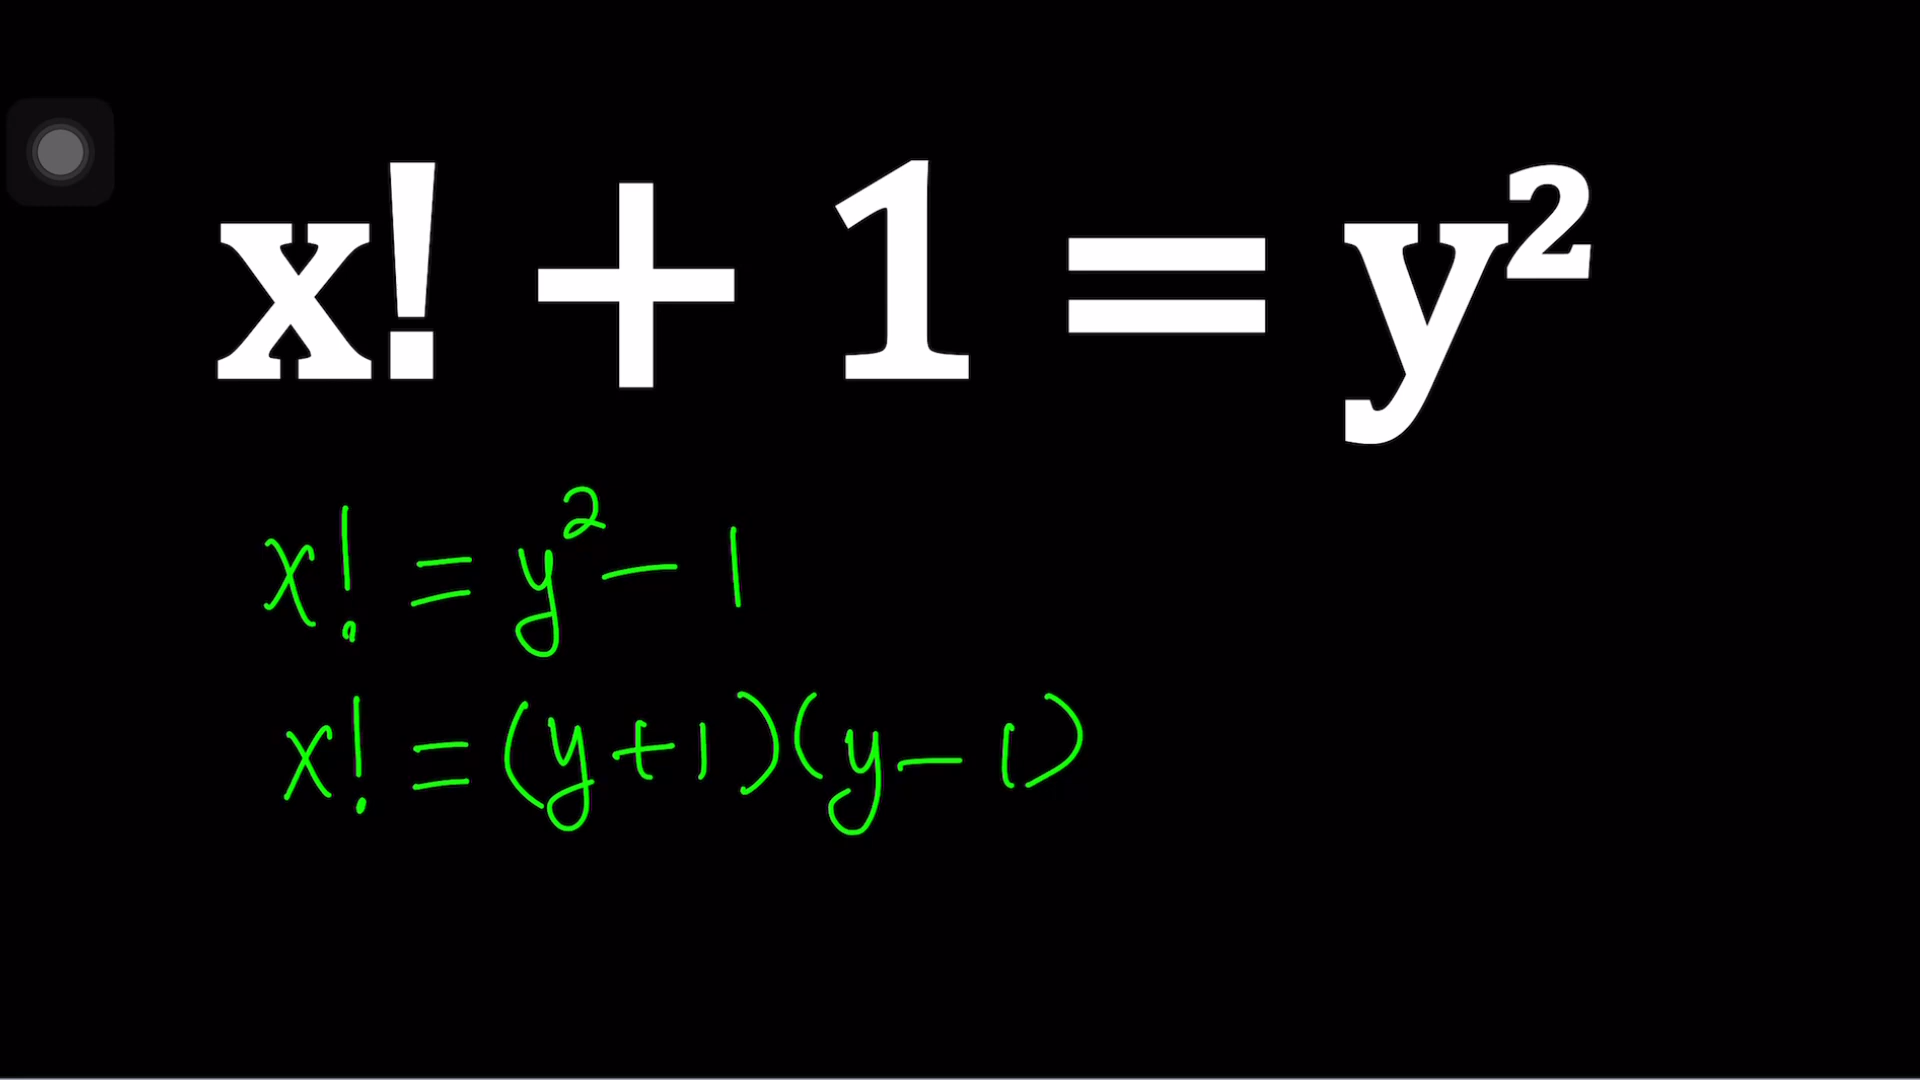 x! + 1 = y²
x! = y² - 1
x! = (y+1)(y-1)